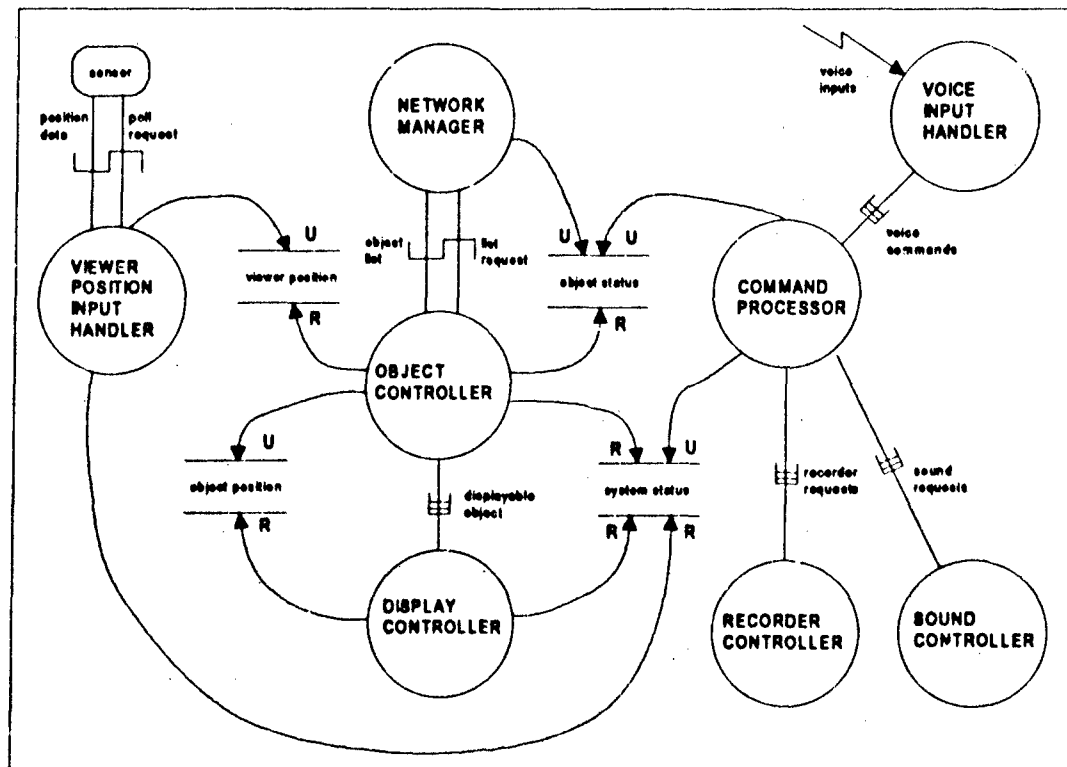 sensor
position
data
poll
request
NETWORK
MANAGER
voice
inputs
VOICE
INPUT
HANDLER
voice
commands
VIEWER
POSITION
INPUT
HANDLER
U
viewer position
R
object
list
list
request
U
U
object status
R
COMMAND
PROCESSOR
OBJECT
CONTROLLER
U
object position
R
displayable
object
R
U
system status
R
R
recorder
requests
sound
requests
DISPLAY
CONTROLLER
RECORDER
CONTROLLER
SOUND
CONTROLLER